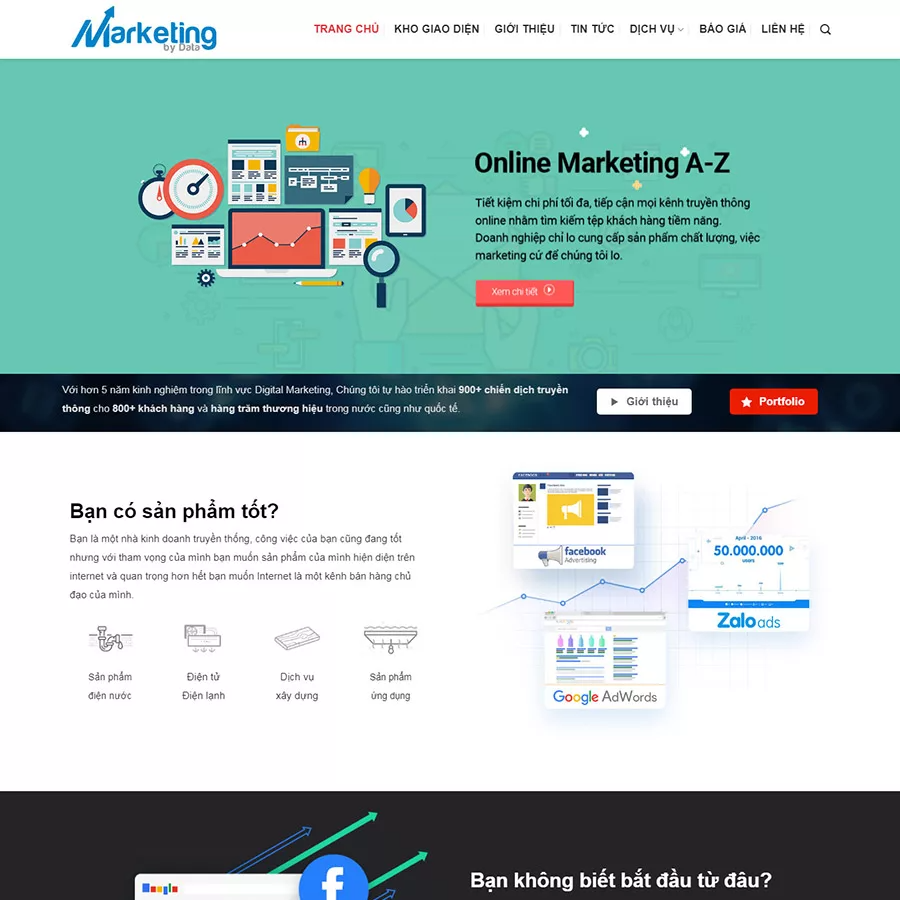 Marketing
by Data
TRANG CHỦ
KHO GIAO DIỆN
GIỚI THIỆU
TIN TỨC
DỊCH VỤ
BÁO GIÁ
LIÊN HỆ
Online Marketing A-Z
Tiết kiệm chi phí tối đa, tiếp cận mọi kênh truyền thông
online nhằm tìm kiếm tệp khách hàng tiềm năng.
Doanh nghiệp chỉ lo cung cấp sản phẩm chất lượng, việc
marketing cứ để chúng tôi lo.
Xem chi tiết
Với hơn 5 năm kinh nghiệm trong lĩnh vực Digital Marketing, Chúng tôi tự hào triển khai 900+ chiến dịch truyền
thông cho 800+ khách hàng và hàng trăm thương hiệu trong nước cũng như quốc tế.
Giới thiệu
Portfolio
Bạn có sản phẩm tốt?
Bạn là một nhà kinh doanh truyền thống, công việc của bạn cũng đang tốt
nhưng với tham vọng của mình bạn muốn sản phẩm của mình hiện diện trên
internet và quan trọng hơn hết bạn muốn Internet là một kênh bán hàng chủ
đạo của mình.
Sản phẩm
điện nước
Điện tử
Điện lạnh
Dịch vụ
xây dựng
Sản phẩm
ứng dụng
FACEBOOK
facebook
Advertising
April - 2016
50.000.000
USERS
Zalo ads
Google AdWords
Bạn không biết bắt đầu từ đâu?